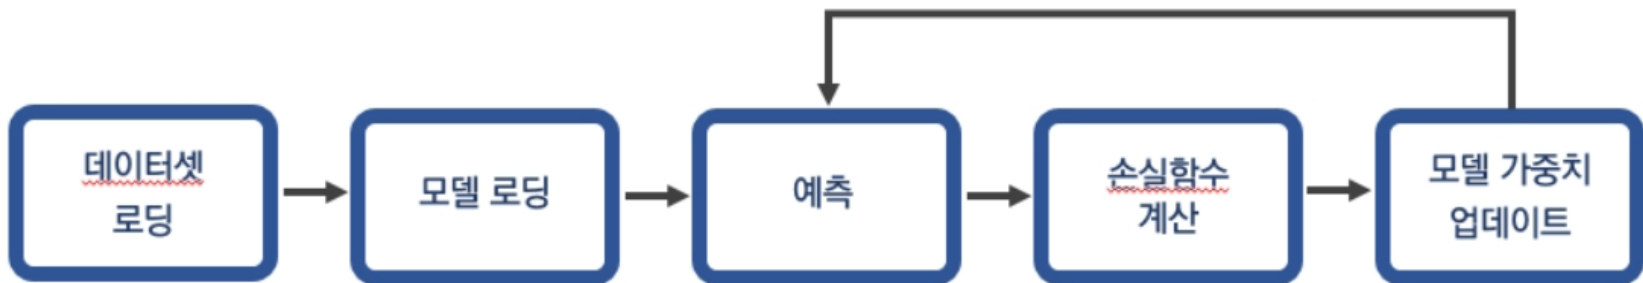 데이터셋
로딩
모델 로딩
예측
손실함수
계산
모델 가중치
업데이트